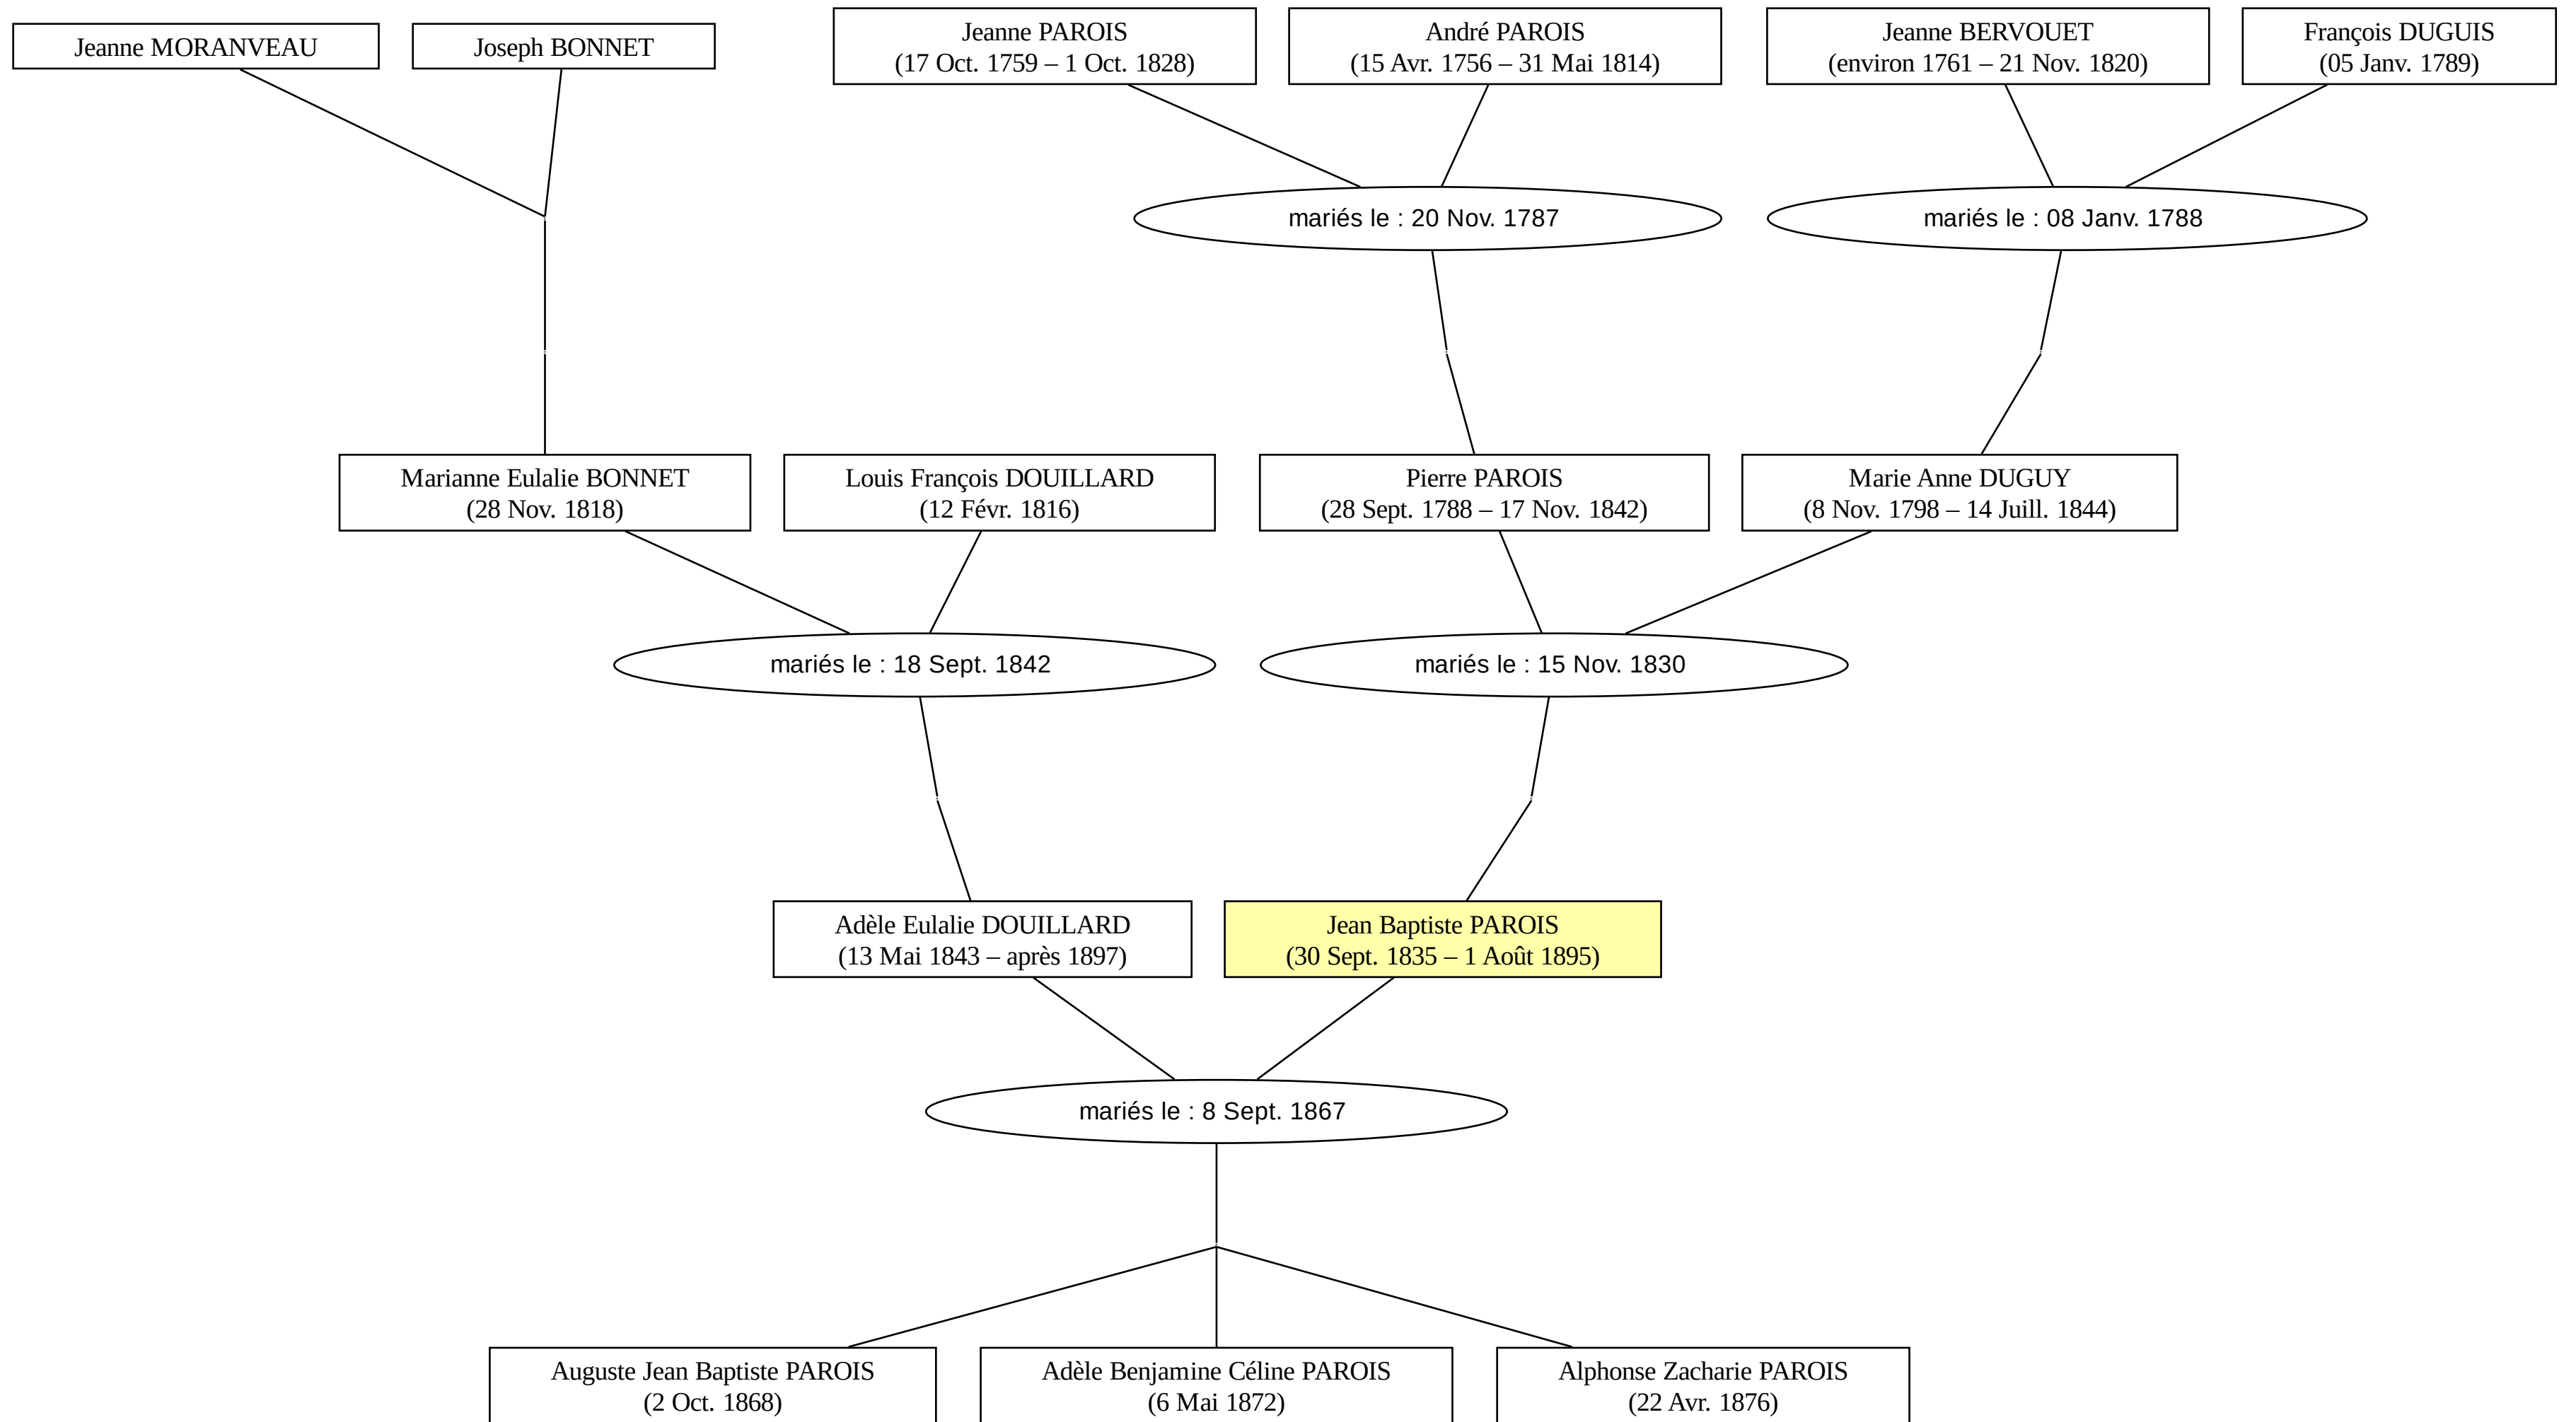 Jeanne MORANVEAU
Joseph BONNET
Jeanne PAROIS
(17 Oct. 1759 – 1 Oct. 1828)
André PAROIS
(15 Avr. 1756 – 31 Mai 1814)
Jeanne BERVOUET
(environ 1761 – 21 Nov. 1820)
François DUGUIS
(05 Janv. 1789)
mariés le : 20 Nov. 1787
mariés le : 08 Janv. 1788
Marianne Eulalie BONNET
(28 Nov. 1818)
Louis François DOUILLARD
(12 Févr. 1816)
Pierre PAROIS
(28 Sept. 1788 – 17 Nov. 1842)
Marie Anne DUGUY
(8 Nov. 1798 – 14 Juill. 1844)
mariés le : 18 Sept. 1842
mariés le : 15 Nov. 1830
Adèle Eulalie DOUILLARD
(13 Mai 1843 – après 1897)
Jean Baptiste PAROIS
(30 Sept. 1835 – 1 Août 1895)
mariés le : 8 Sept. 1867
Auguste Jean Baptiste PAROIS
(2 Oct. 1868)
Adèle Benjamine Céline PAROIS
(6 Mai 1872)
Alphonse Zacharie PAROIS
(22 Avr. 1876)